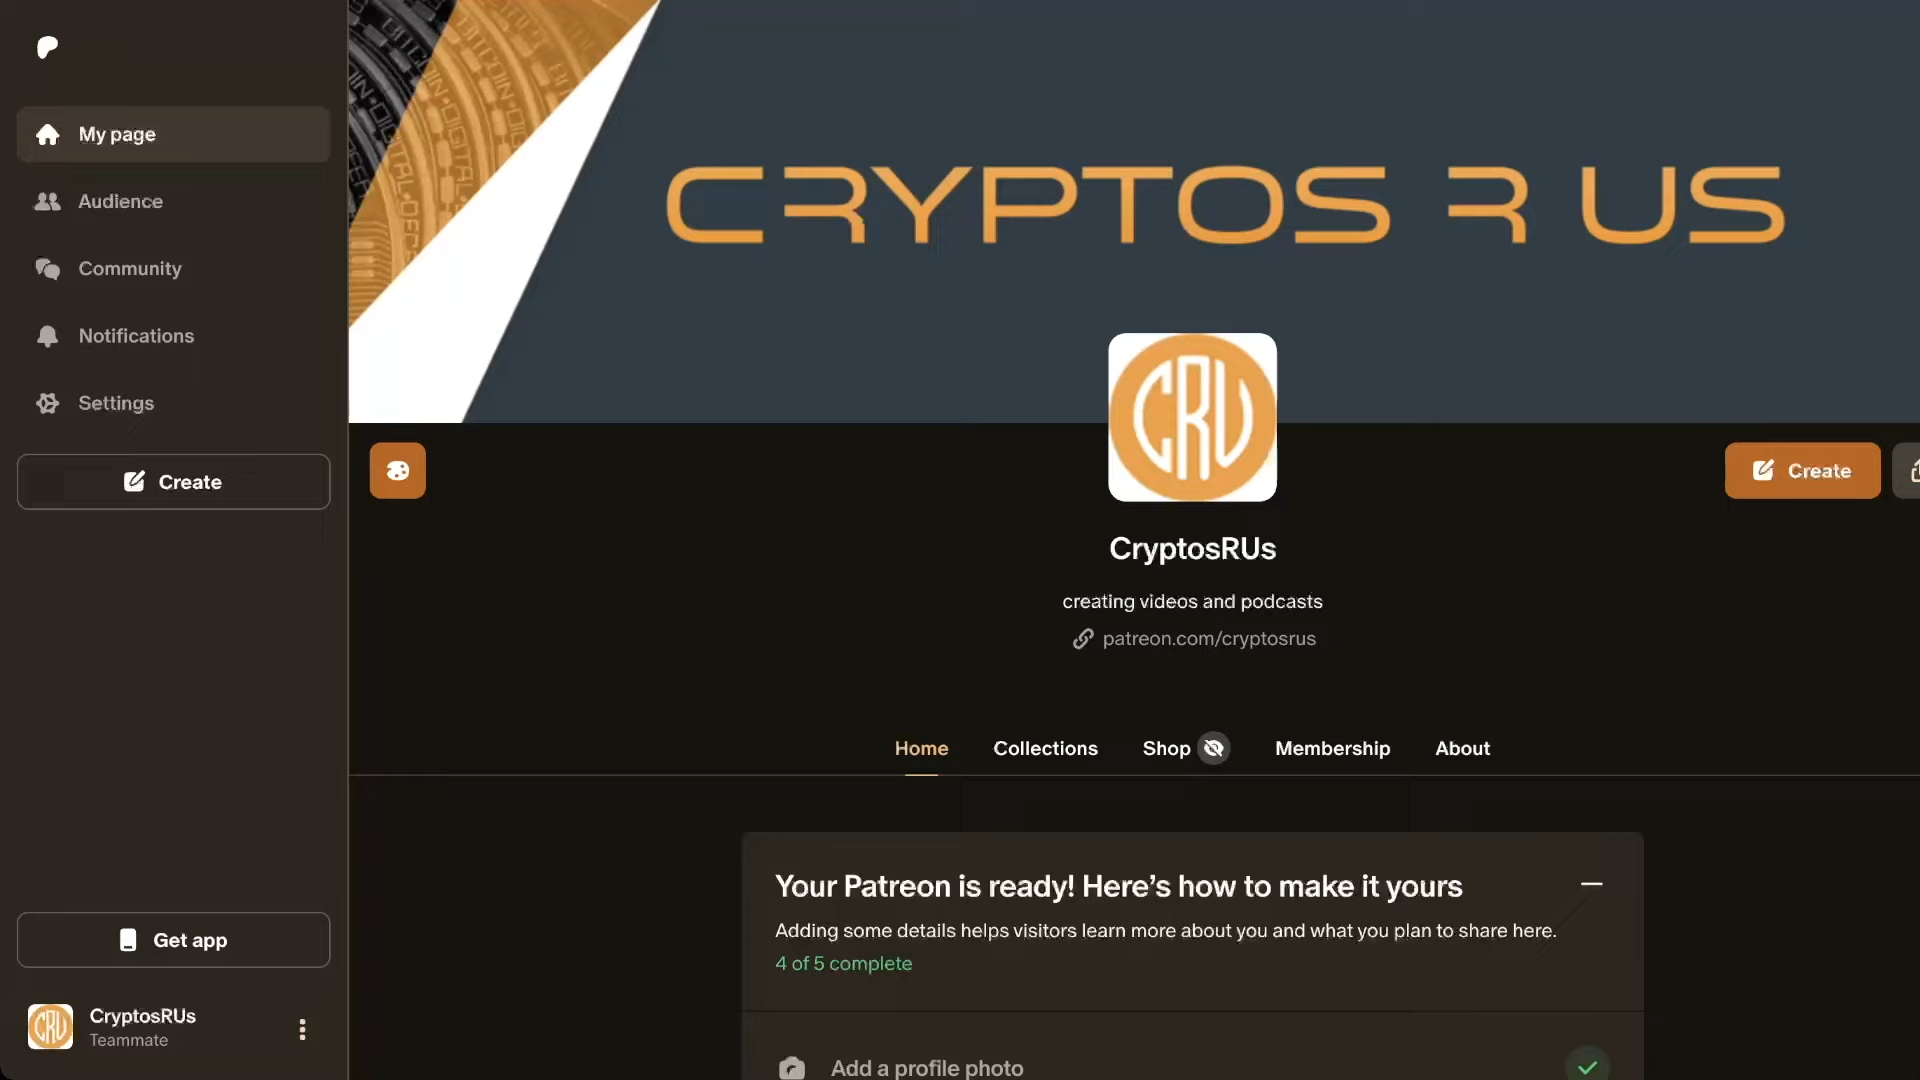 My page
Audience
Community
Notifications
Settings
Create
Get app
CryptosRUs
Teammate
CRYPTOS R US
CRU
Create
CryptosRUs
creating videos and podcasts
patreon.com/cryptosrus
Home Collections Shop Membership About
Your Patreon is ready! Here’s how to make it yours
Adding some details helps visitors learn more about you and what you plan to share here.
4 of 5 complete
Add a profile photo